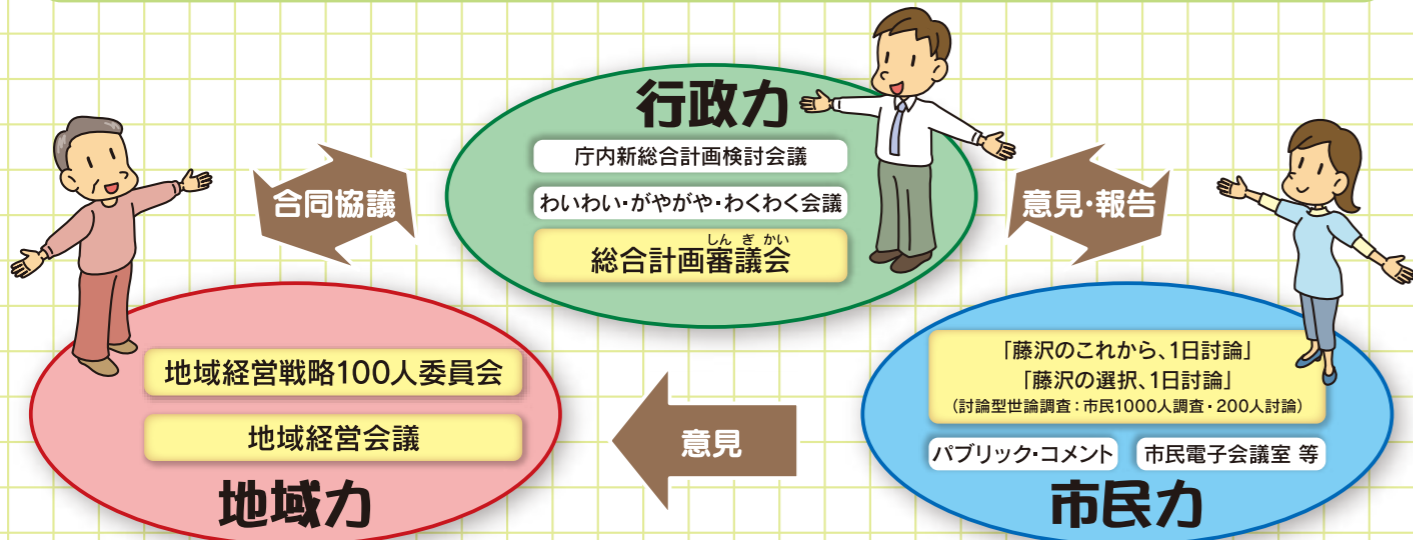 行政力
庁内新総合計画検討会議
わいわい・がやがや・わくわく会議
しんぎかい
総合計画審議会
合同協議
意見・報告
地域経営戦略100人委員会
地域経営会議
地域力
意見
「藤沢のこれから、1日討論」
「藤沢の選択、1日討論」
（討論型世論調査：市民1000人調査・200人討論）
パブリック・コメント
市民電子会議室 等
市民力